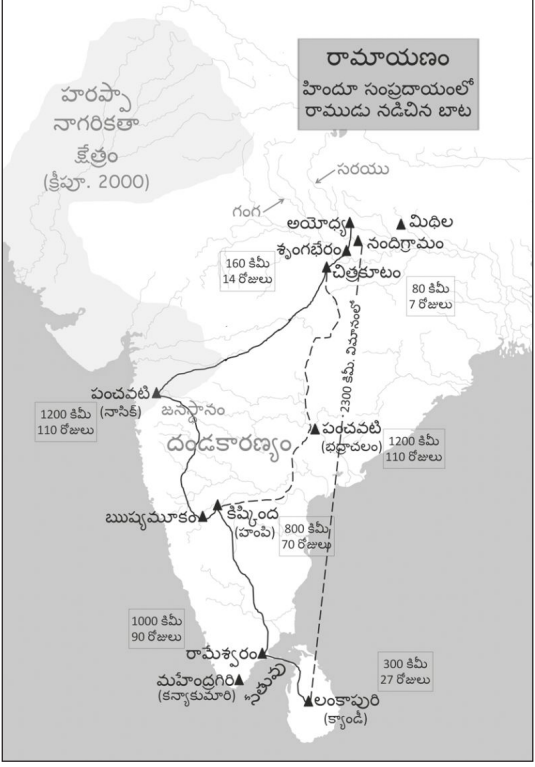 రామాయణం
హిందూ సంప్రదాయంలో
రాముడు నడిచిన బాట
హరప్పా
నాగరికతా
క్షేత్రం
(క్రీపూ. 2000)
సరయు
గంగ
అయోధ్య
మిథిల
నందిగ్రామం
శృంగభేరం
చిత్రకూటం
160 కిమీ
14 రోజులు
80 కిమీ
7 రోజులు
2300 కిమీ. విమానంలో
పంచవటి
(నాసిక్)
1200 కిమీ
110 రోజులు
జనస్థానం
దండకారణ్యం
పంచవటి
(భద్రాచలం)
1200 కిమీ
110 రోజులు
ఋష్యమూకం
కిష్కింద
(హంపి)
800 కిమీ
70 రోజులు
1000 కిమీ
90 రోజులు
రామేశ్వరం
మహేంద్రగిరి
(కన్యాకుమారి)
సేతువు
300 కిమీ
27 రోజులు
లంకాపురి
(క్యాండీ)